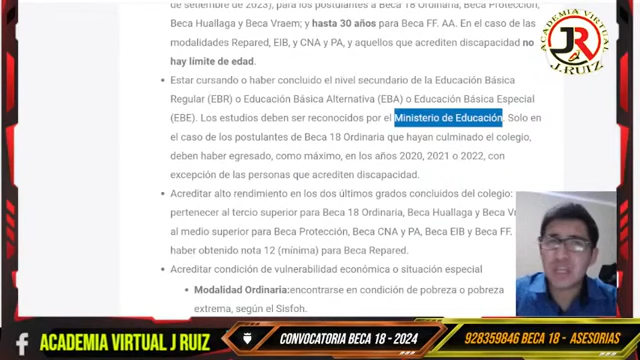 de setiembre de 2023), para los postulantes a Beca 18 Ordinaria, Beca Protección,
Beca Huallaga y Beca Vraem; y hasta 30 años para Beca FF. AA. En el caso de las
modalidades Repared, EIB, y CNA y PA, y aquellos que acrediten discapacidad no
hay límite de edad.
• Estar cursando o haber concluido el nivel secundario de la Educación Básica
Regular (EBR) o Educación Básica Alternativa (EBA) o Educación Básica Especial
(EBE). Los estudios deben ser reconocidos por el Ministerio de Educación. Solo en
el caso de los postulantes de Beca 18 Ordinaria que hayan culminado el colegio,
deben haber egresado, como máximo, en los años 2020, 2021 o 2022, con
excepción de las personas que acrediten discapacidad.
• Acreditar alto rendimiento en los dos últimos grados concluidos del colegio:
pertenecer al tercio superior para Beca 18 Ordinaria, Beca Huallaga y Beca
al medio superior para Beca Protección, Beca CNA y PA, Beca EIB y Beca FF.
haber obtenido nota 12 (mínima) para Beca Repared.
• Acreditar condición de vulnerabilidad económica o situación especial
• Modalidad Ordinaria:encontrarse en condición de pobreza o pobreza
extrema, según el Sisfoh.
ACADEMIA VIRTUAL
JR
J.RUIZ
f ACADEMIA VIRTUAL J RUIZ
CONVOCATORIA BECA 18 - 2024
928359846 BECA 18 - ASESORIAS